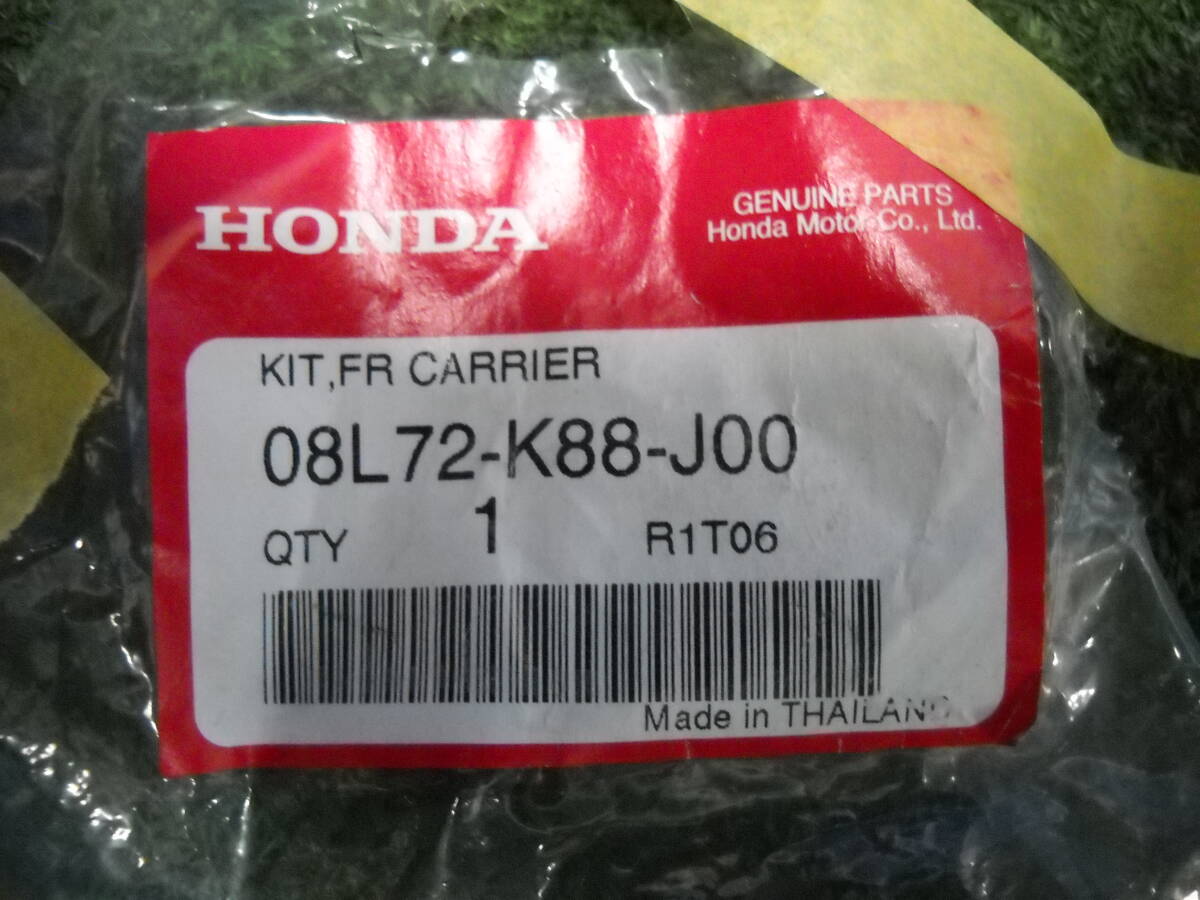 HONDA
GENUINE PARTS
Honda Motor Co., Ltd.
KIT,FR CARRIER
08L72-K88-J00
QTY 1 R1T06
Made in THAILAND